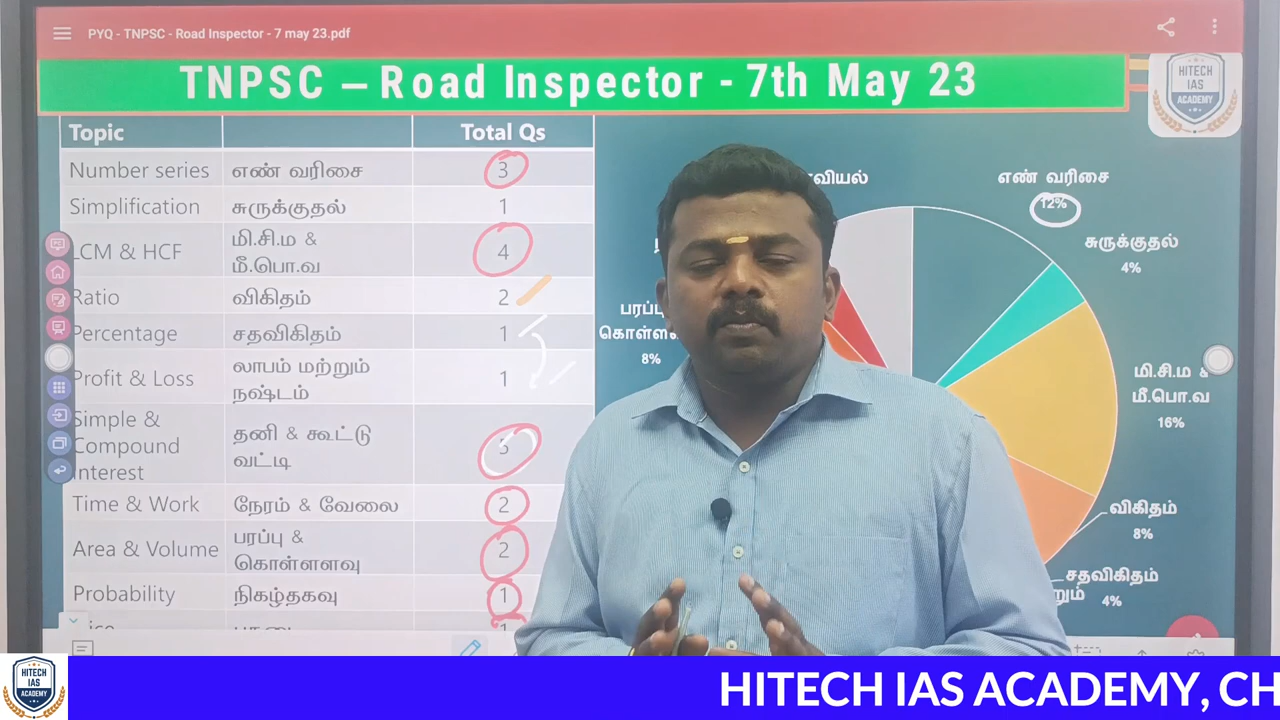 PYQ - TNPSC - Road Inspector - 7 may 23.pdf
TNPSC – Road Inspector - 7th May 23
HITECH
IAS
ACADEMY
Topic Total Qs
Number series எண் வரிசை 3
Simplification சுருக்குதல் 1
LCM & HCF மி.சி.ம &
மீ.பொ.வ 4
Ratio விகிதம் 2
Percentage சதவிகிதம் 1
Profit & Loss லாபம் மற்றும்
நஷ்டம் 1
Simple &
Compound
Interest தனி & கூட்டு
வட்டி
Time & Work நேரம் & வேலை 2
Area & Volume பரப்பு &
கொள்ளளவு 2
Probability நிகழ்தகவு 1
எண் வரிசை
12%
சுருக்குதல்
4%
மி.சி.ம &
மீ.பொ.வ
16%
விகிதம்
8%
சதவிகிதம்
4%
8%
HITECH
IAS
ACADEMY
HITECH IAS ACADEMY, CH